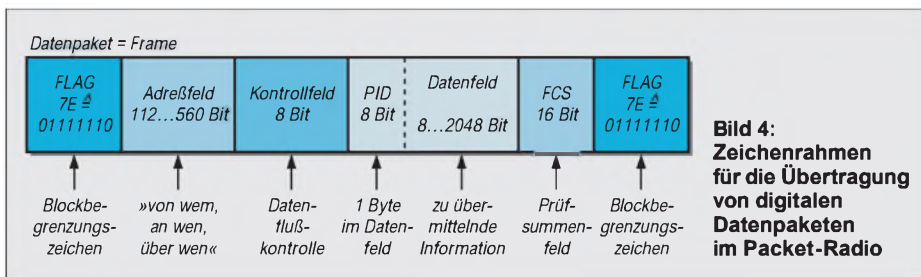 Datenpaket = Frame
FLAG
7E ≙
01111110
Adreßfeld
112...560 Bit
Kontrollfeld
8 Bit
PID
8 Bit
Datenfeld
8...2048 Bit
FCS
16 Bit
FLAG
7E ≙
01111110
Blockbe-
grenzungs-
zeichen
»von wem,
an wen,
über wen«
Daten-
fluß-
kontrolle
1 Byte
im Daten-
feld
zu über-
mittelnde
Information
Prüf-
summen-
feld
Blockbe-
grenzungs-
zeichen
Bild 4:
Zeichenrahmen
für die Übertragung
von digitalen
Datenpaketen
im Packet-Radio